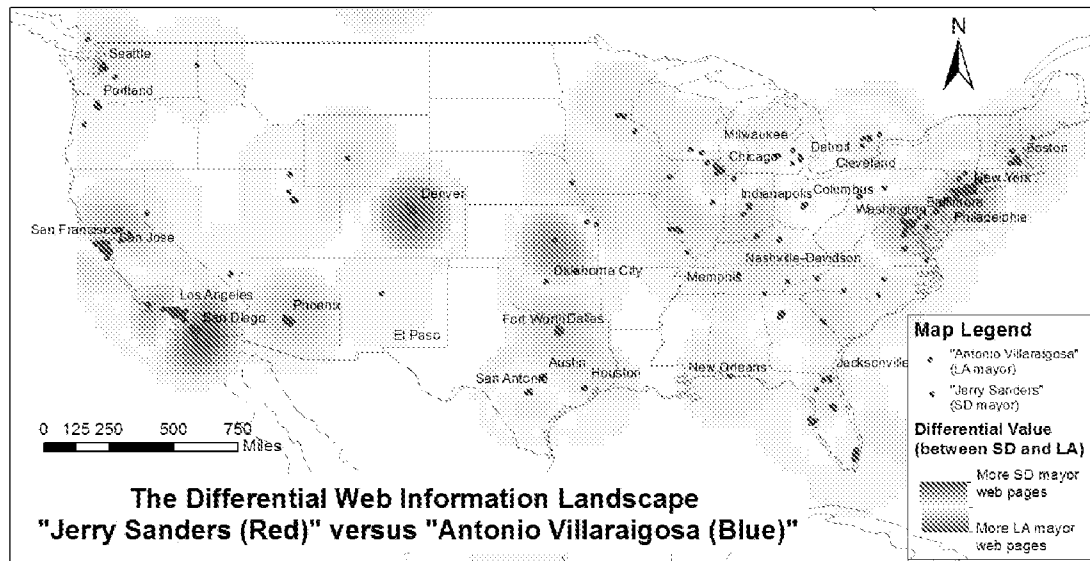 N
Seattle
Portland
Milwaukee
Detroit
Boston
Chicago
Cleveland
New York
Denver
Indianapolis
Columbus
Baltimore
Washington
Philadelphia
San Francisco
San Jose
Oklahoma City
Nashville-Davidson
Memphis
Los Angeles
Phoenix
San Diego
El Paso
Fort Worth
Dallas
Austin
San Antonio
Houston
New Orleans
Jacksonville
Map Legend
"Antonio Villaraigosa"
(LA mayor)
"Jerry Sanders"
(SD mayor)
Differential Value
(between SD and LA)
More SD mayor
web pages
More LA mayor
web pages
0 125 250 500 750
Miles
The Differential Web Information Landscape
"Jerry Sanders (Red)" versus "Antonio Villaraigosa (Blue)"